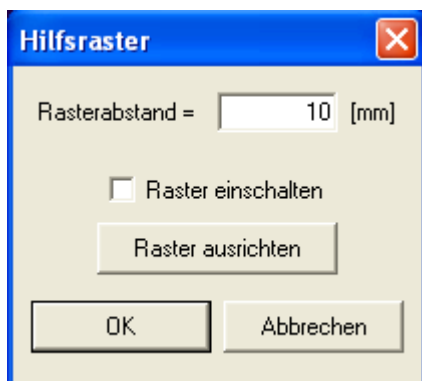 Hilfsraster
Rasterabstand = 10 [mm]
Raster einschalten
Raster ausrichten
OK Abbrechen